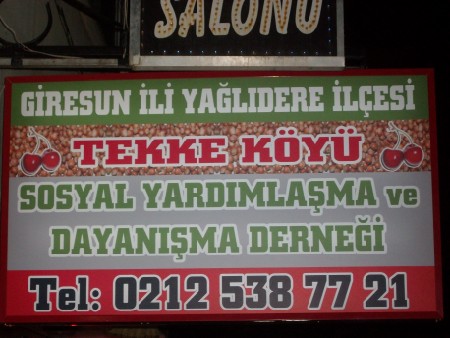 SALONU
GİRESUN İLİ YAĞLIDERE İLÇESİ
TEKKE KÖYÜ
SOSYAL YARDIMLAŞMA ve
DAYANIŞMA DERNEĞİ
Tel: 0212 538 77 21